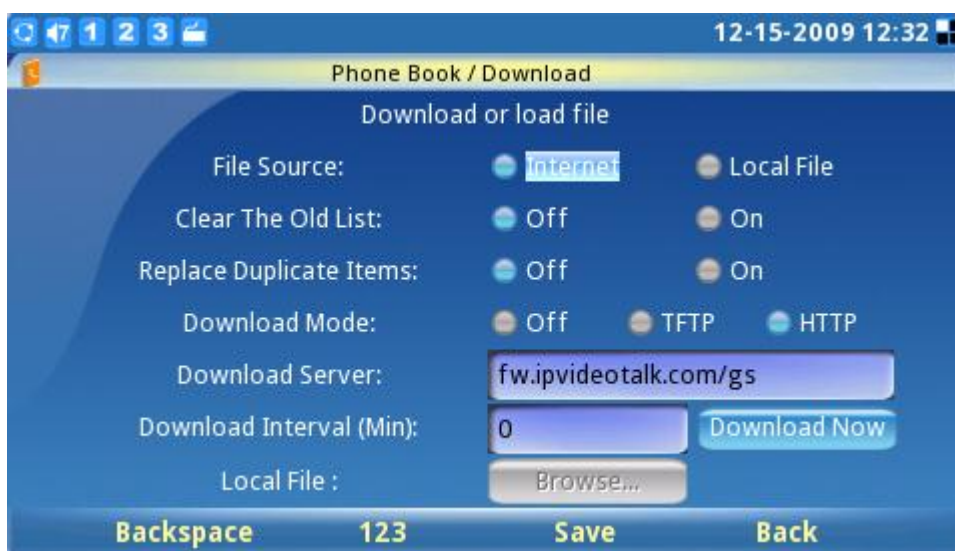 7 1 2 3 12-15-2009 12:32
Phone Book / Download
Download or load file
File Source: Internet Local File
Clear The Old List: Off On
Replace Duplicate Items: Off On
Download Mode: Off TFTP HTTP
Download Server: fw.ipvideotalk.com/gs
Download Interval (Min): 0 Download Now
Local File : Browse...
Backspace 123 Save Back